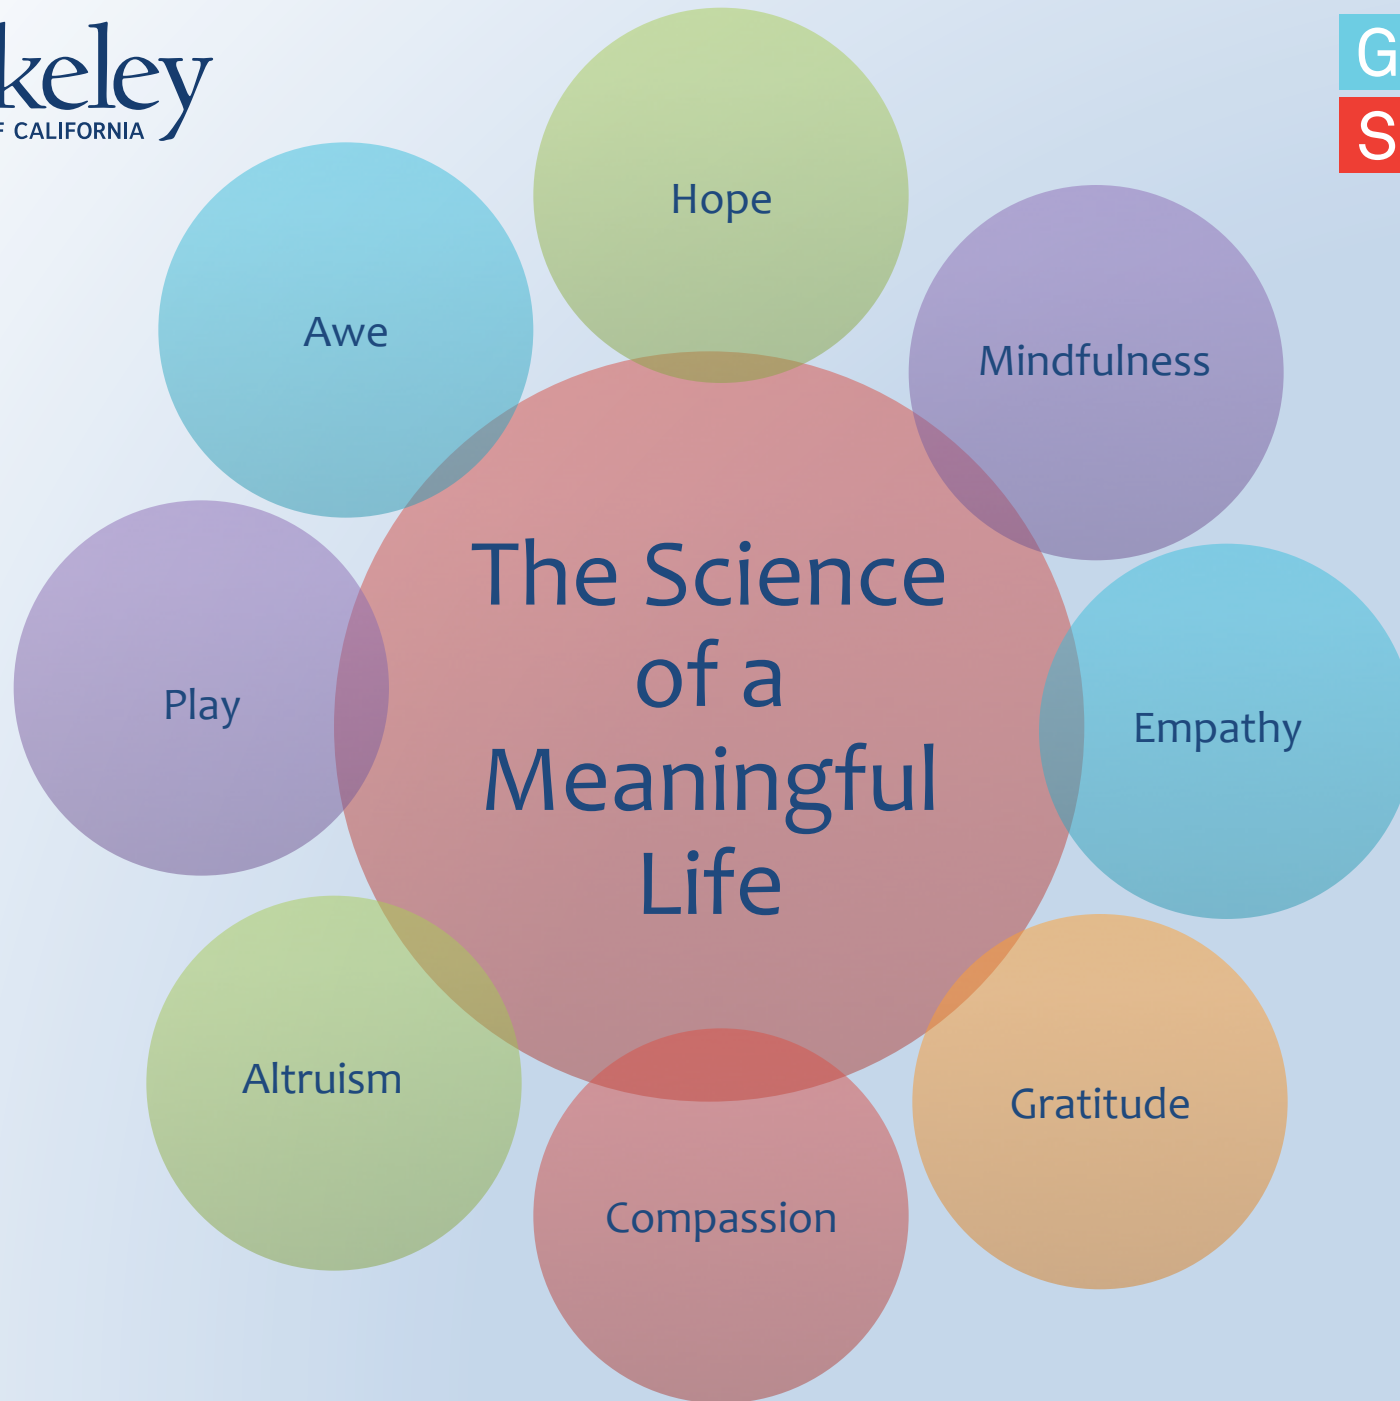 keley
CALIFORNIA
G
S
Hope
Awe
Mindfulness
The Science
of a
Meaningful
Life
Play
Empathy
Altruism
Gratitude
Compassion